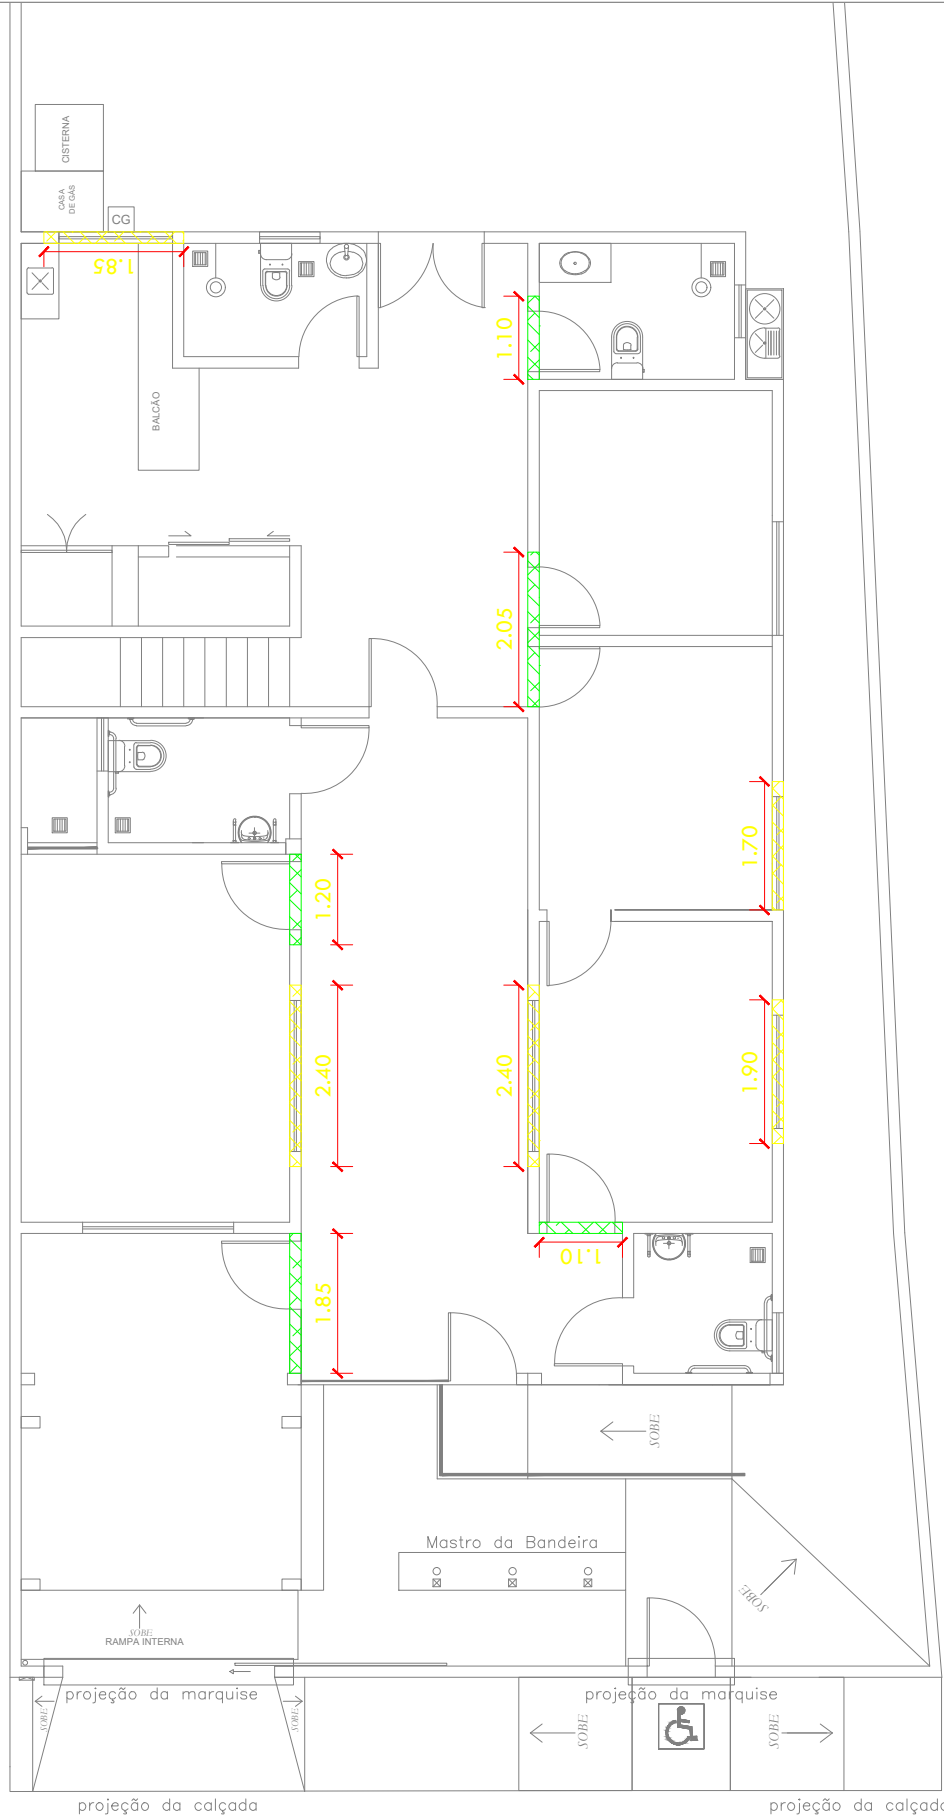 CISTERNA
CASA
DE GÁS
CG
1.85
1.10
BALCÃO
2.05
1.70
1.20
2.40
2.40
1.90
1.10
1.85
SOBE
Mastro da Bandeira
SOBE
SOBE
RAMPA INTERNA
projeção da marquise
projeção da marquise
SOBE
SOBE
SOBE
SOBE
projeção da calçada
projeção da calçada